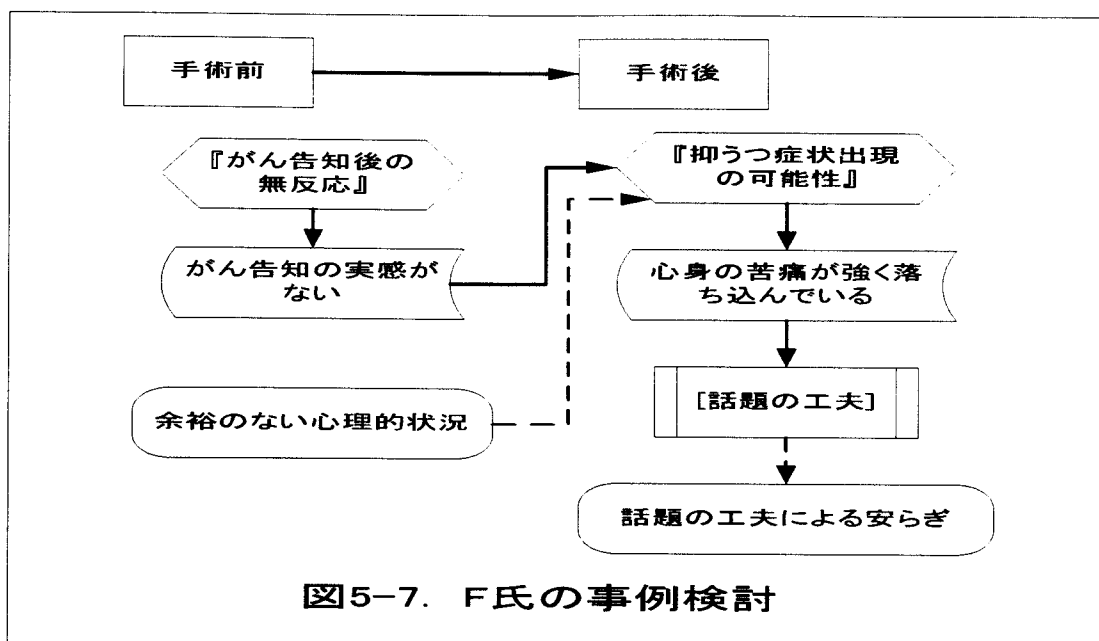 手術前
手術後
『がん告知後の
無反応』
『抑うつ症状出現
の可能性』
がん告知の実感が
ない
心身の苦痛が強く落
ち込んでいる
余裕のない心理的状況
[話題の工夫]
話題の工夫による安らぎ
図5-7. F氏の事例検討